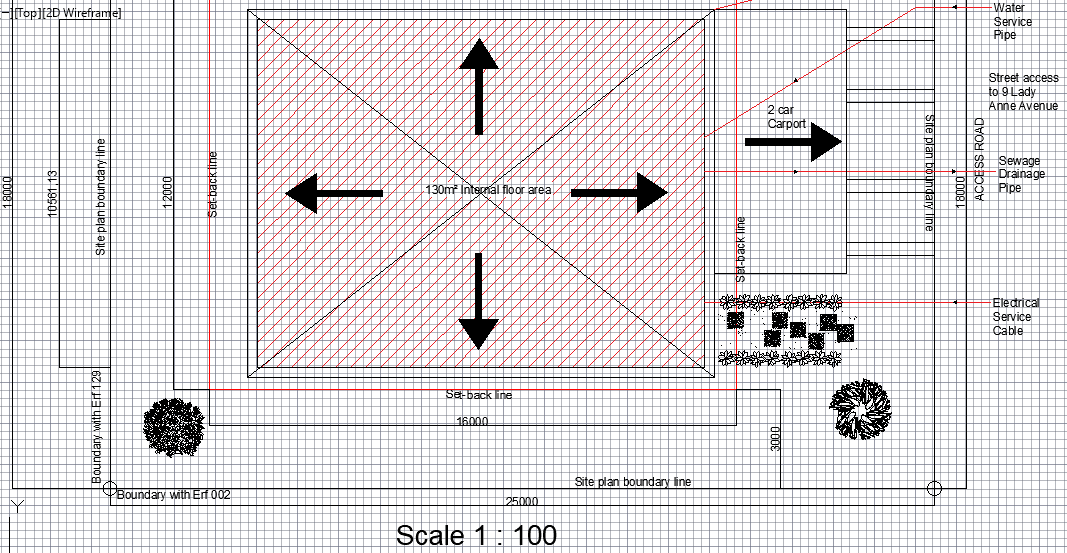 −][Top][2D Wireframe]
Water
Service
Pipe
Street access
to 9 Lady
Anne Avenue
2 car
Carport
Site plan boundary line
ACCESS ROAD
18000
Sewage
Drainage
Pipe
18000
10561,13
Site plan boundary line
12000
Set-back line
130m² Internal floor area
Set-back line
Electrical
Service
Cable
Set-back line
16000
3000
Boundary with Erf 129
Boundary with Erf 002
Site plan boundary line
25000
Y
Scale 1 : 100